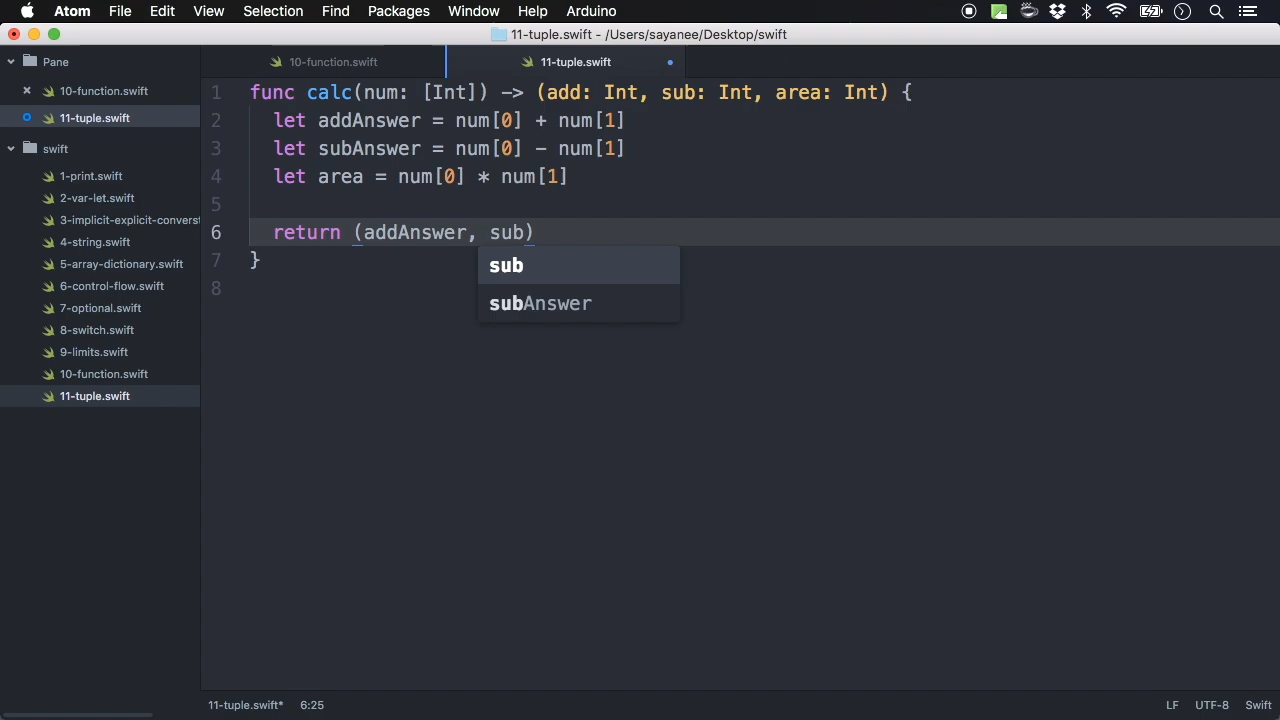 Atom File Edit View Selection Find Packages Window Help Arduino
11-tuple.swift - /Users/sayanee/Desktop/swift
Pane
10-function.swift
11-tuple.swift
swift
1-print.swift
2-var-let.swift
3-implicit-explicit-converst
4-string.swift
5-array-dictionary.swift
6-control-flow.swift
7-optional.swift
8-switch.swift
9-limits.swift
10-function.swift
11-tuple.swift
10-function.swift 11-tuple.swift
1 func calc(num: [Int]) -> (add: Int, sub: Int, area: Int) {
2 let addAnswer = num[0] + num[1]
3 let subAnswer = num[0] - num[1]
4 let area = num[0] * num[1]
5
6 return (addAnswer, sub)
7 }
8
sub
subAnswer
11-tuple.swift* 6:25 LF UTF-8 Swift